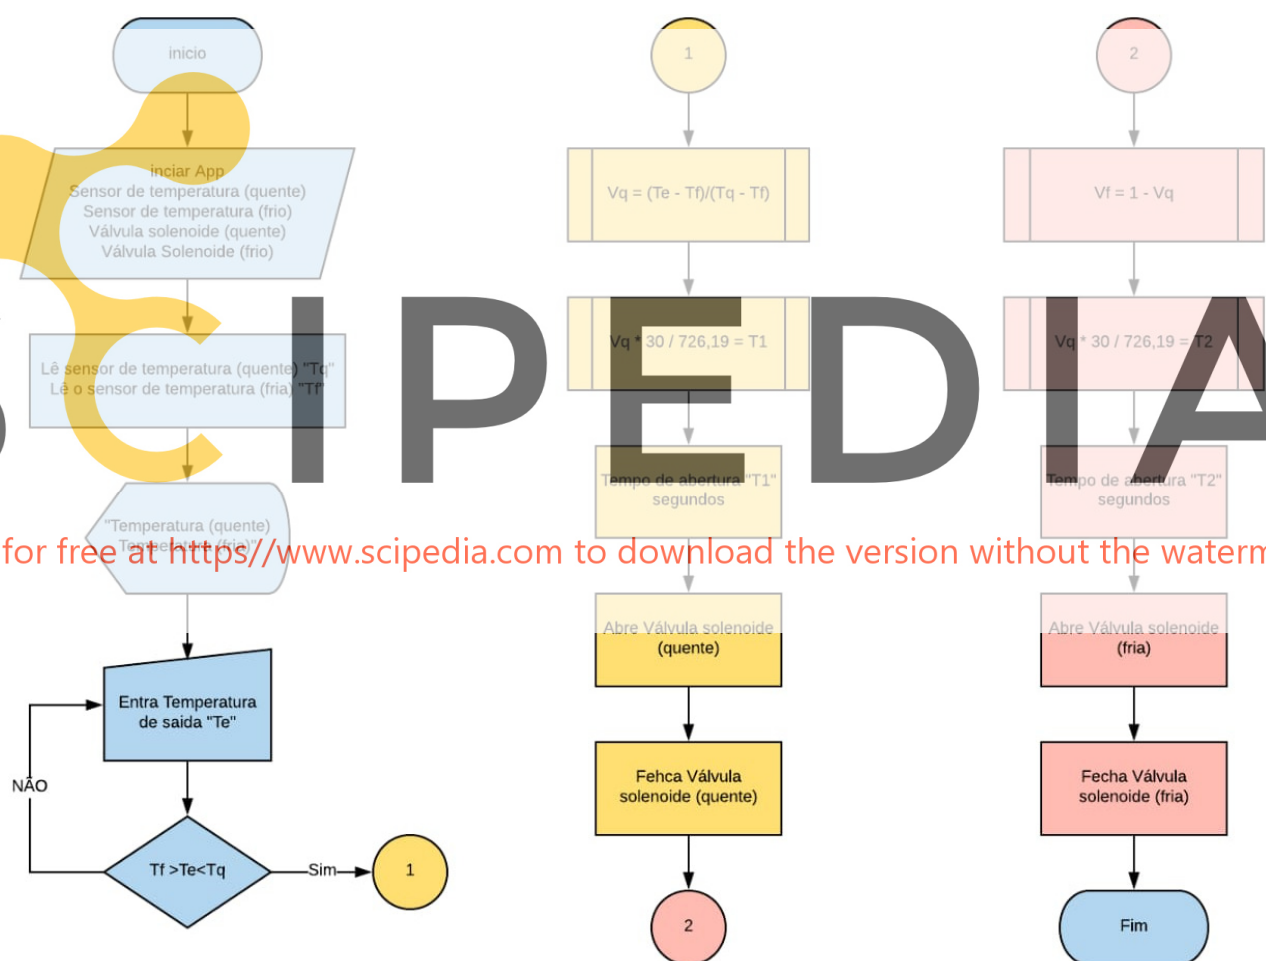 inicio
inciar App
Sensor de temperatura (quente)
Sensor de temperatura (frio)
Válvula solenoide (quente)
Válvula Solenoide (frio)
Lê sensor de temperatura (quente) "Tq"
Lê o sensor de temperatura (fria) "Tf"
"Temperatura (quente)
Temperatura (fria)"
Entra Temperatura
de saida "Te"
NÃO
Tf >Te<Tq
Sim
1
1
Vq = (Te - Tf)/(Tq - Tf)
Vq * 30 / 726,19 = T1
Tempo de abertura "T1"
segundos
Abre Válvula solenoide
(quente)
Fehca Válvula
solenoide (quente)
2
2
Vf = 1 - Vq
Vq * 30 / 726,19 = T2
Tempo de abertura "T2"
segundos
Abre Válvula solenoide
(fria)
Fecha Válvula
solenoide (fria)
Fim
SCIPEDIA
for free at https//www.scipedia.com to download the version without the waterm